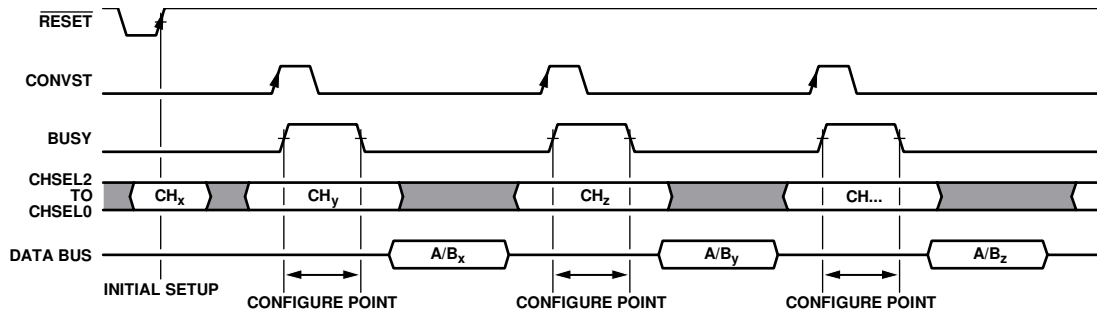 RESET
CONVST
BUSY
CHSEL2
TO
CHSEL0
CHx
CHy
CHz
CH...
DATA BUS
A/Bx
A/By
A/Bz
INITIAL SETUP
CONFIGURE POINT
CONFIGURE POINT
CONFIGURE POINT